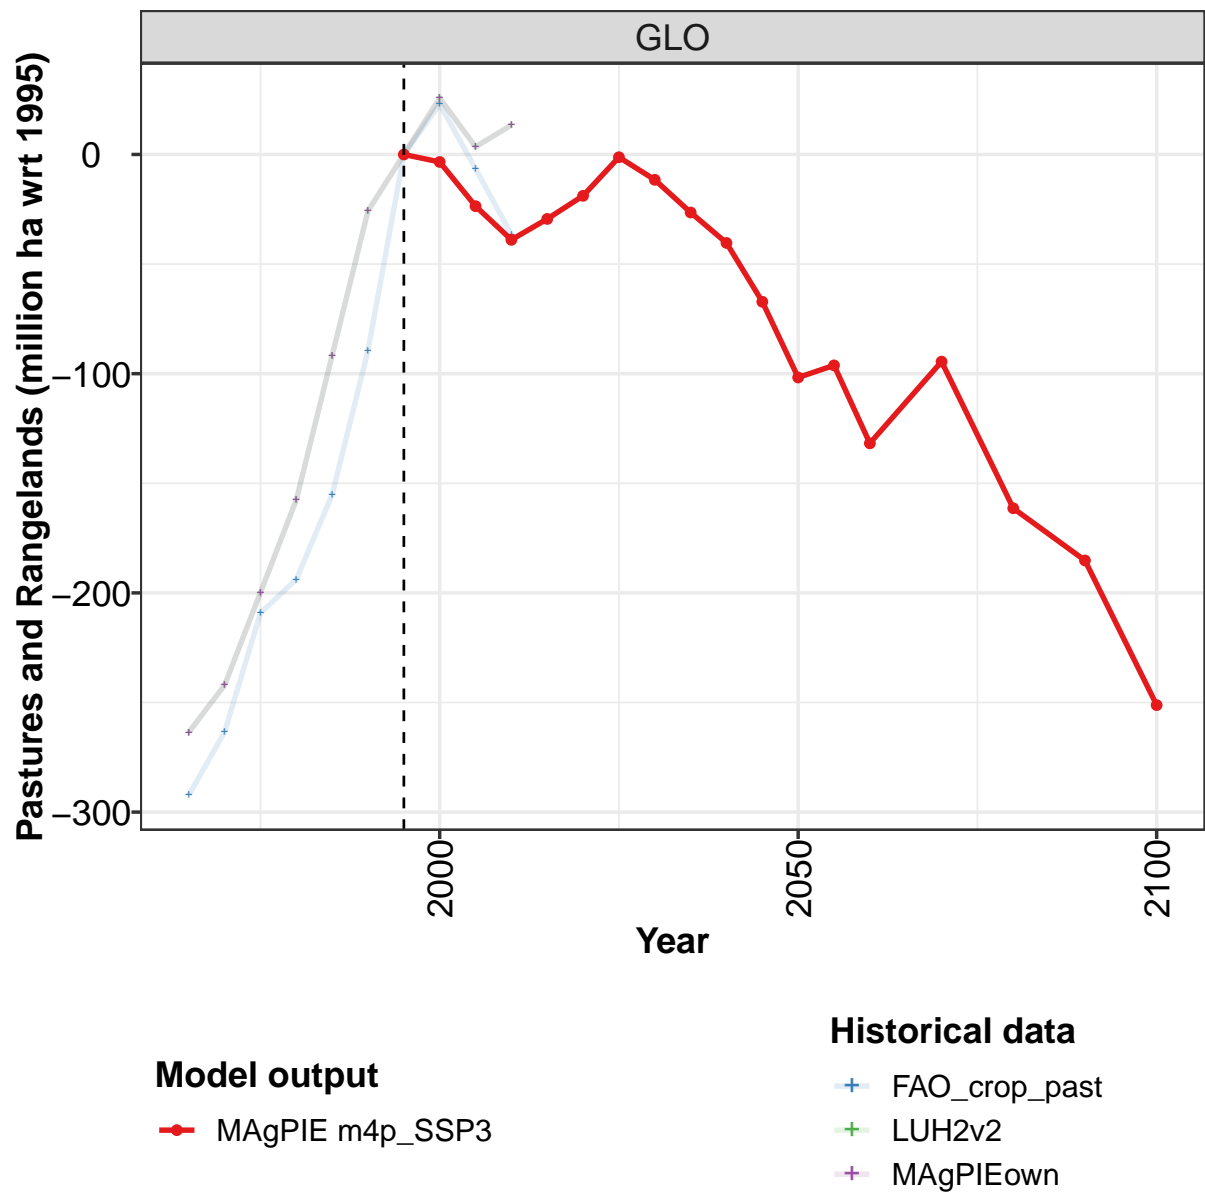 GLO
Pastures and Rangelands (million ha wrt 1995)
0
−100
−200
−300
2000
2050
2100
Year
Model output
MAgPIE m4p_SSP3
Historical data
FAO_crop_past
LUH2v2
MAgPIEown